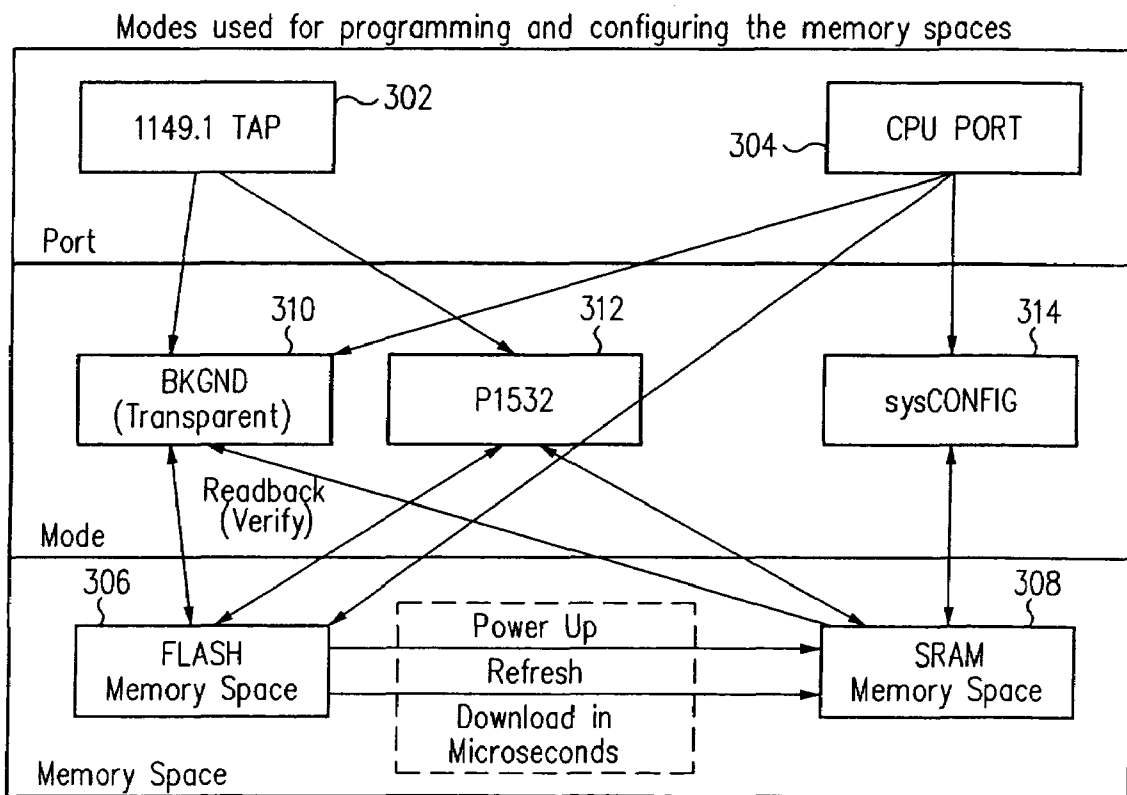 Modes used for programming and configuring the memory spaces
1149.1 TAP
302
CPU PORT
304
Port
310
312
314
BKGND
(Transparent)
P1532
sysCONFIG
Readback
(Verify)
Mode
306
308
FLASH
Memory Space
Power Up
Refresh
Download in
Microseconds
SRAM
Memory Space
Memory Space